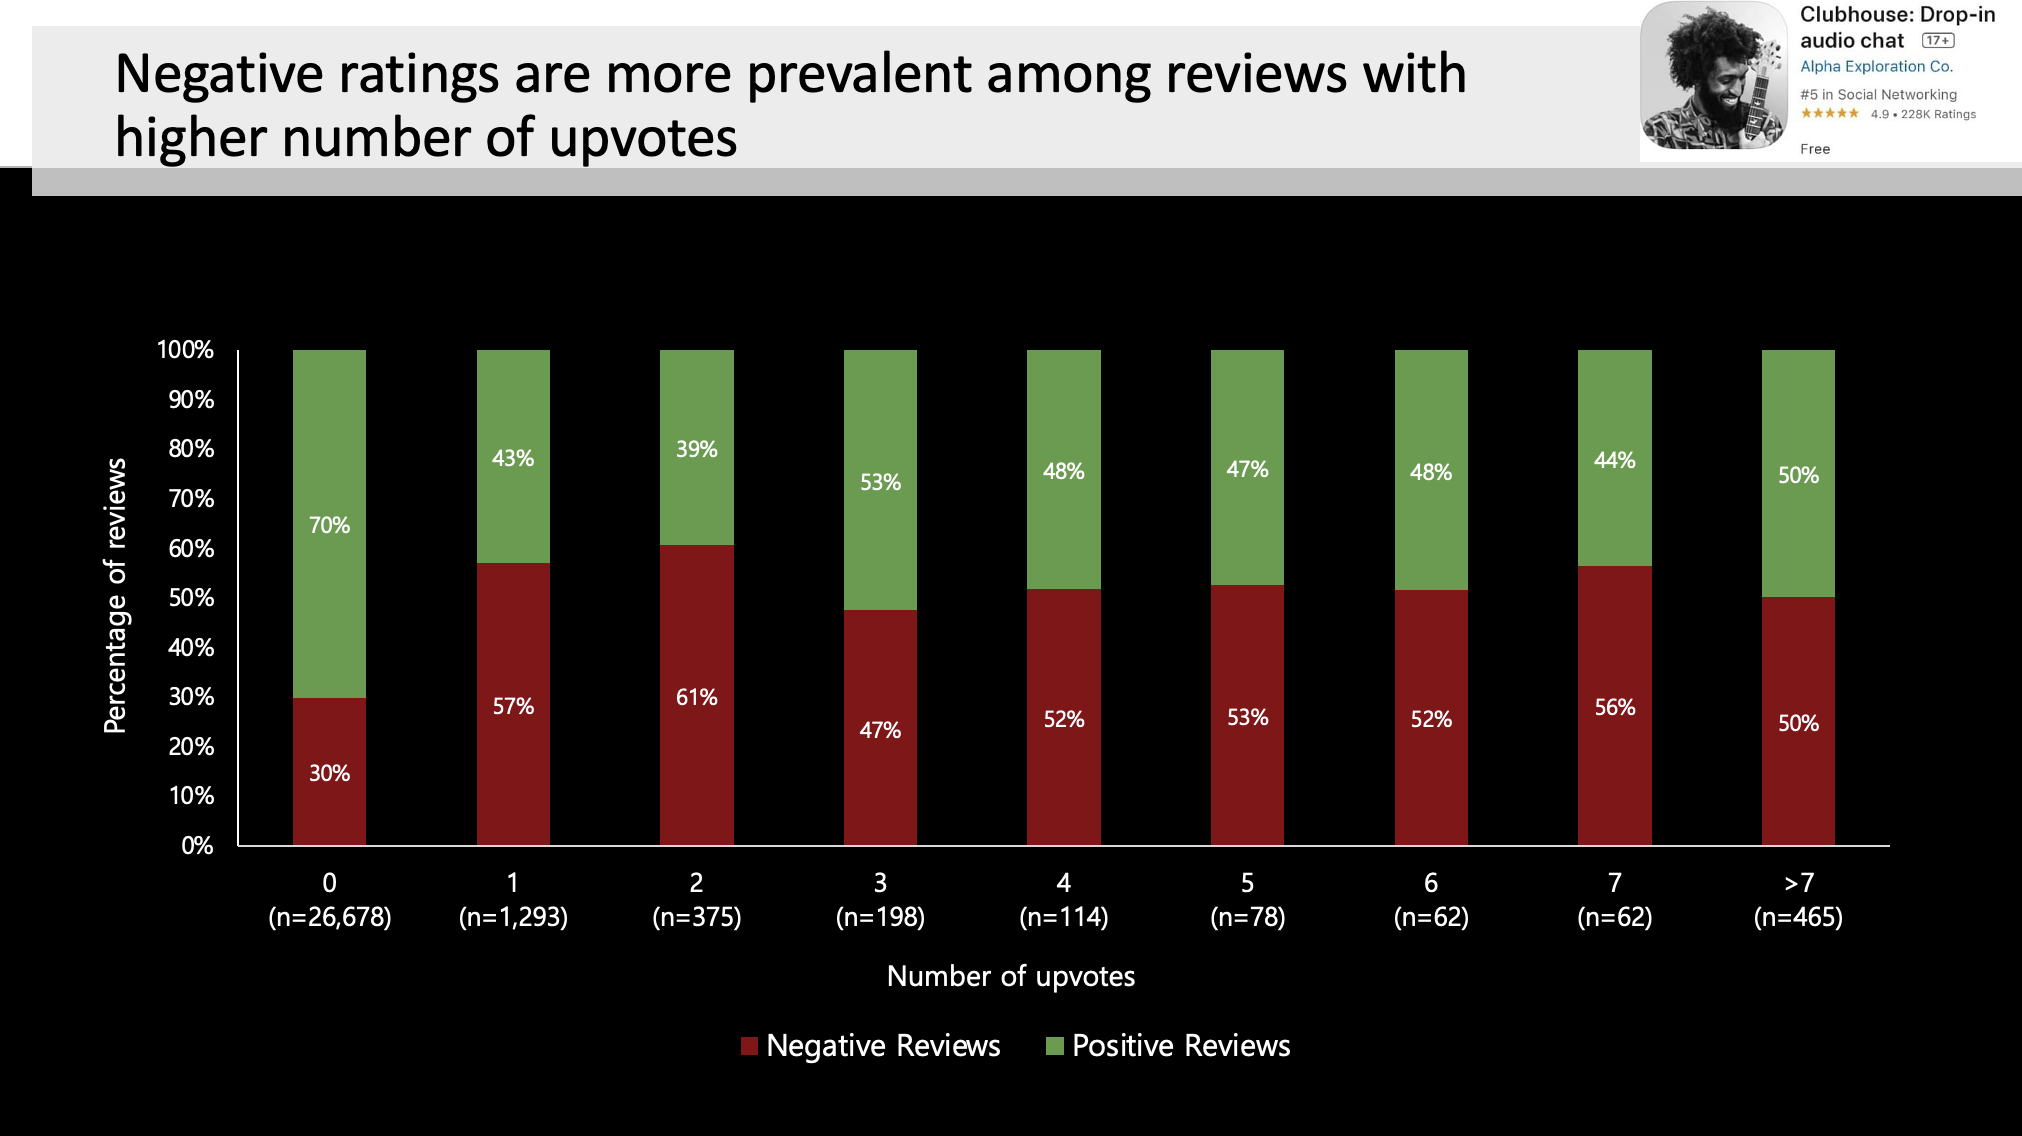 Negative ratings are more prevalent among reviews with
higher number of upvotes
Clubhouse: Drop-in
audio chat 17+
Alpha Exploration Co.
#5 in Social Networking
★★★★★ 4.9 • 228K Ratings
Free
Percentage of reviews
100%
90%
80%
70%
60%
50%
40%
30%
20%
10%
0%
70%
43%
39%
53%
48%
47%
48%
44%
50%
30%
57%
61%
47%
52%
53%
52%
56%
50%
0 1 2 3 4 5 6 7 >7
(n=26,678) (n=1,293) (n=375) (n=198) (n=114) (n=78) (n=62) (n=62) (n=465)
Number of upvotes
Negative Reviews Positive Reviews